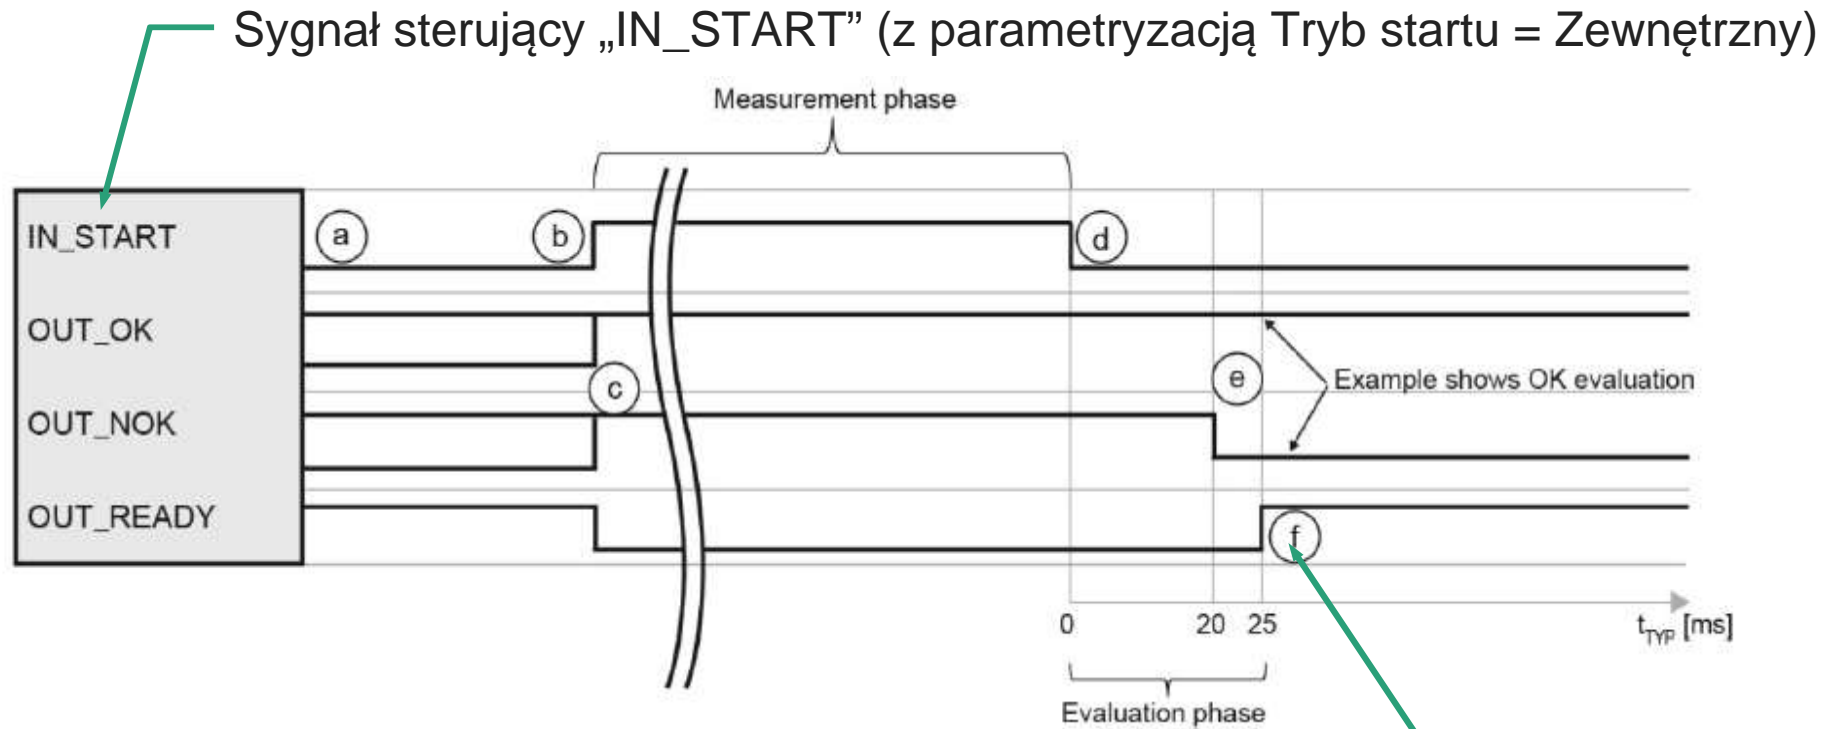 Sygnał sterujący „IN_START” (z parametryzacją Tryb startu = Zewnętrzny)
Measurement phase
IN_START
a
b
d
OUT_OK
c
e
Example shows OK evaluation
OUT_NOK
OUT_READY
f
0
20
25
tTYP [ms]
Evaluation phase